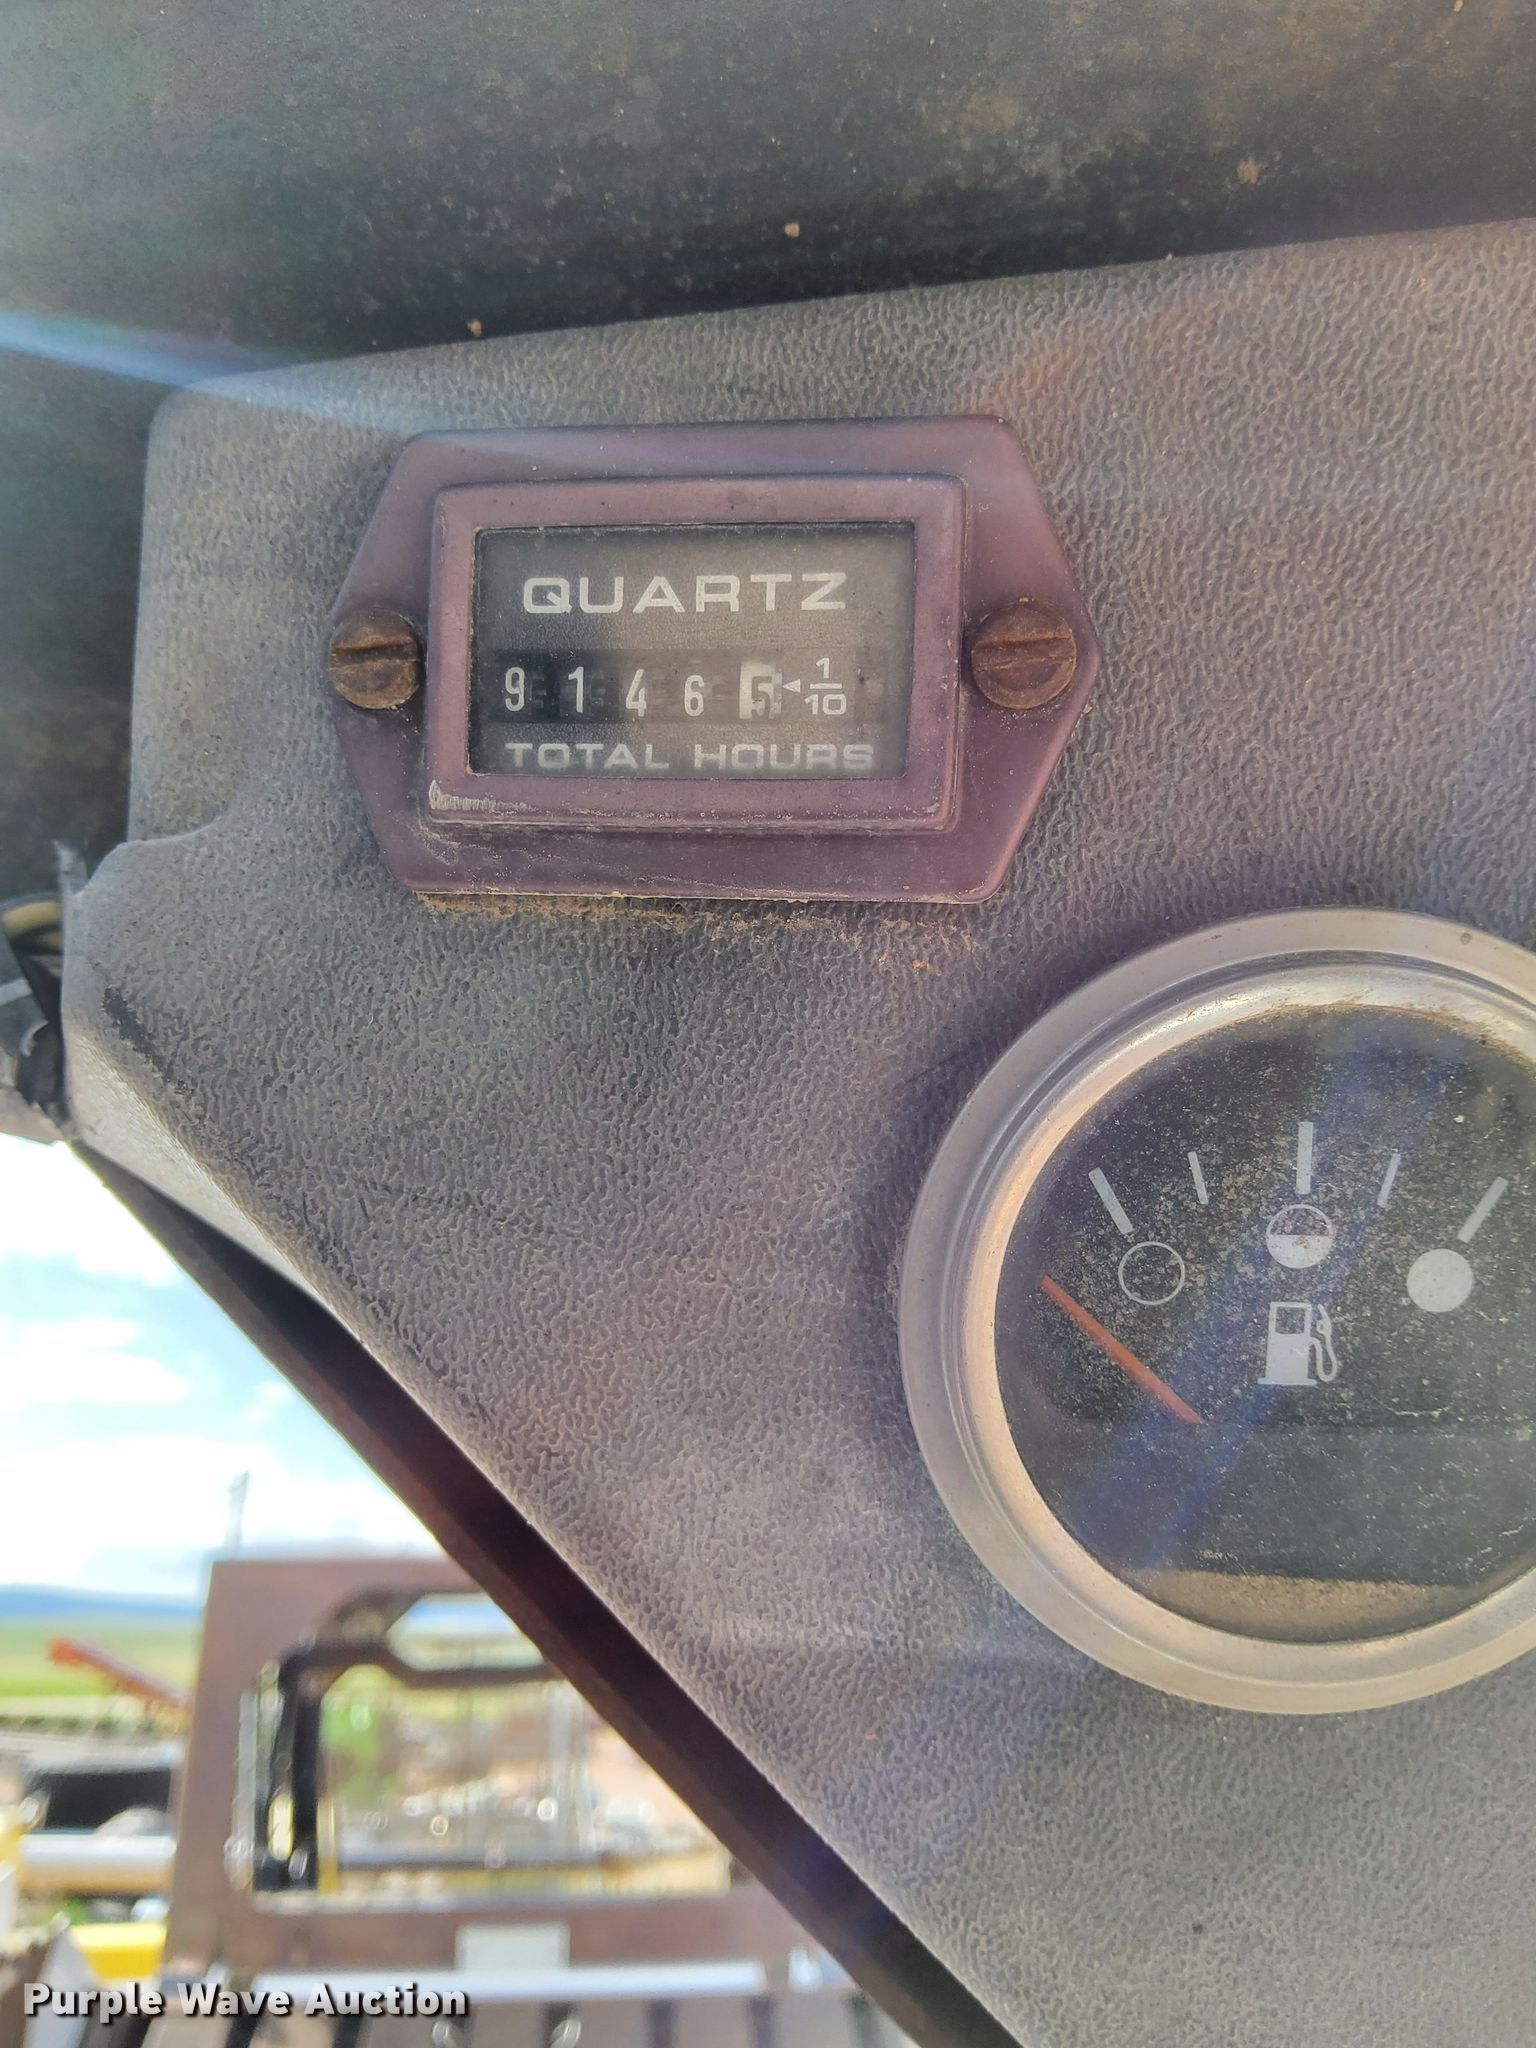 QUARTZ
9 1 4 6 5 1/10
TOTAL HOURS
Purple Wave Auction